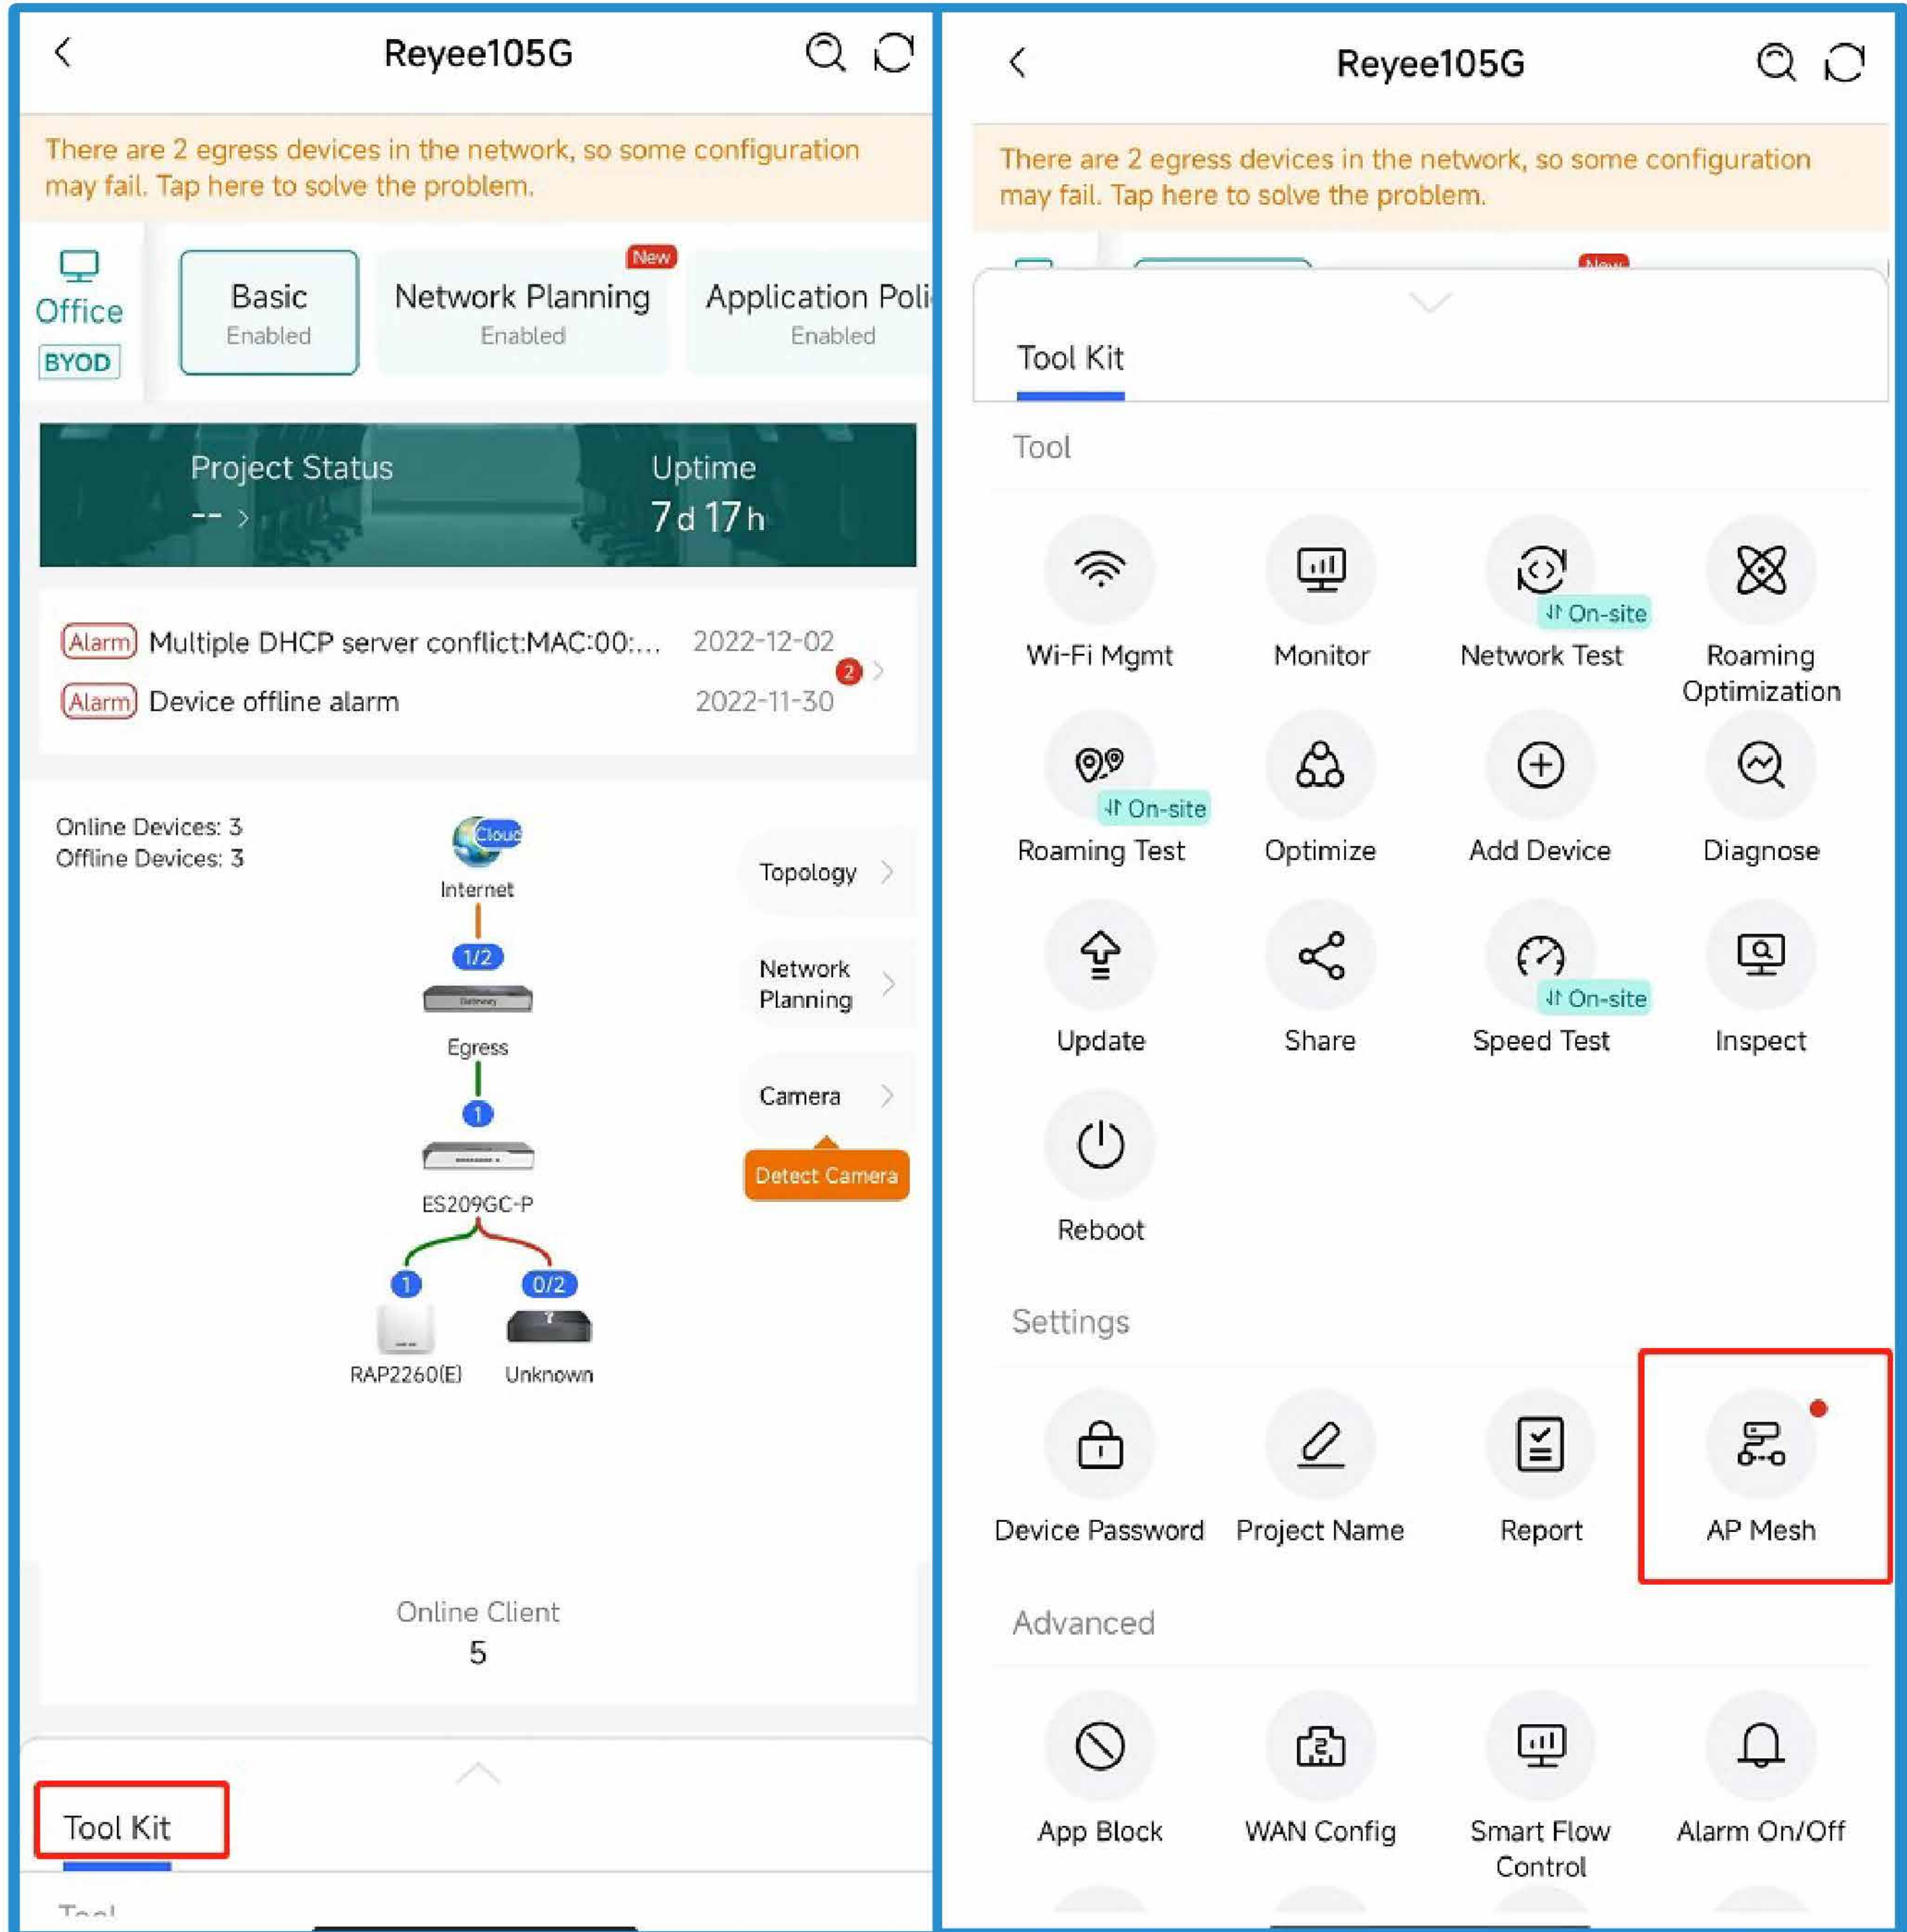 Reyee105G
There are 2 egress devices in the network, so some configuration
may fail. Tap here to solve the problem.
Office
BYOD
Basic
Enabled
New
Network Planning
Enabled
Application Poli
Enabled
Project Status
-- >
Uptime
7 d 17 h
Alarm Multiple DHCP server conflict:MAC:00:... 2022-12-02
2
Alarm Device offline alarm 2022-11-30
Online Devices: 3
Offline Devices: 3
Cloud
Internet
1/2
Gateway
Egress
1
ES209GC-P
1
0/2
?
RAP2260(E)
Unknown
Topology
Network
Planning
Camera
Detect Camera
Online Client
5
Tool Kit
Tool
Reyee105G
There are 2 egress devices in the network, so some configuration
may fail. Tap here to solve the problem.
New
Tool Kit
Tool
On-site
Wi-Fi Mgmt
Monitor
Network Test
Roaming
Optimization
On-site
Roaming Test
Optimize
Add Device
Diagnose
On-site
Update
Share
Speed Test
Inspect
Reboot
Settings
Device Password
Project Name
Report
AP Mesh
Advanced
App Block
WAN Config
Smart Flow
Control
Alarm On/Off